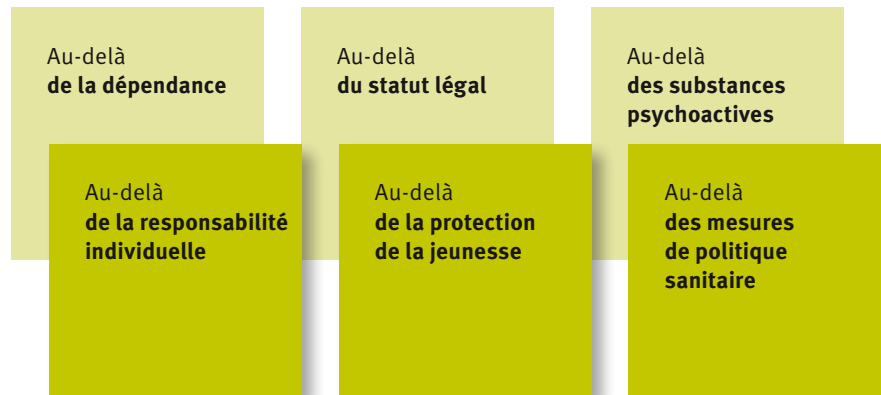 Au-delà
de la dépendance
Au-delà
du statut légal
Au-delà
des substances
psychoactives
Au-delà
de la responsabilité
individuelle
Au-delà
de la protection
de la jeunesse
Au-delà
des mesures
de politique
sanitaire